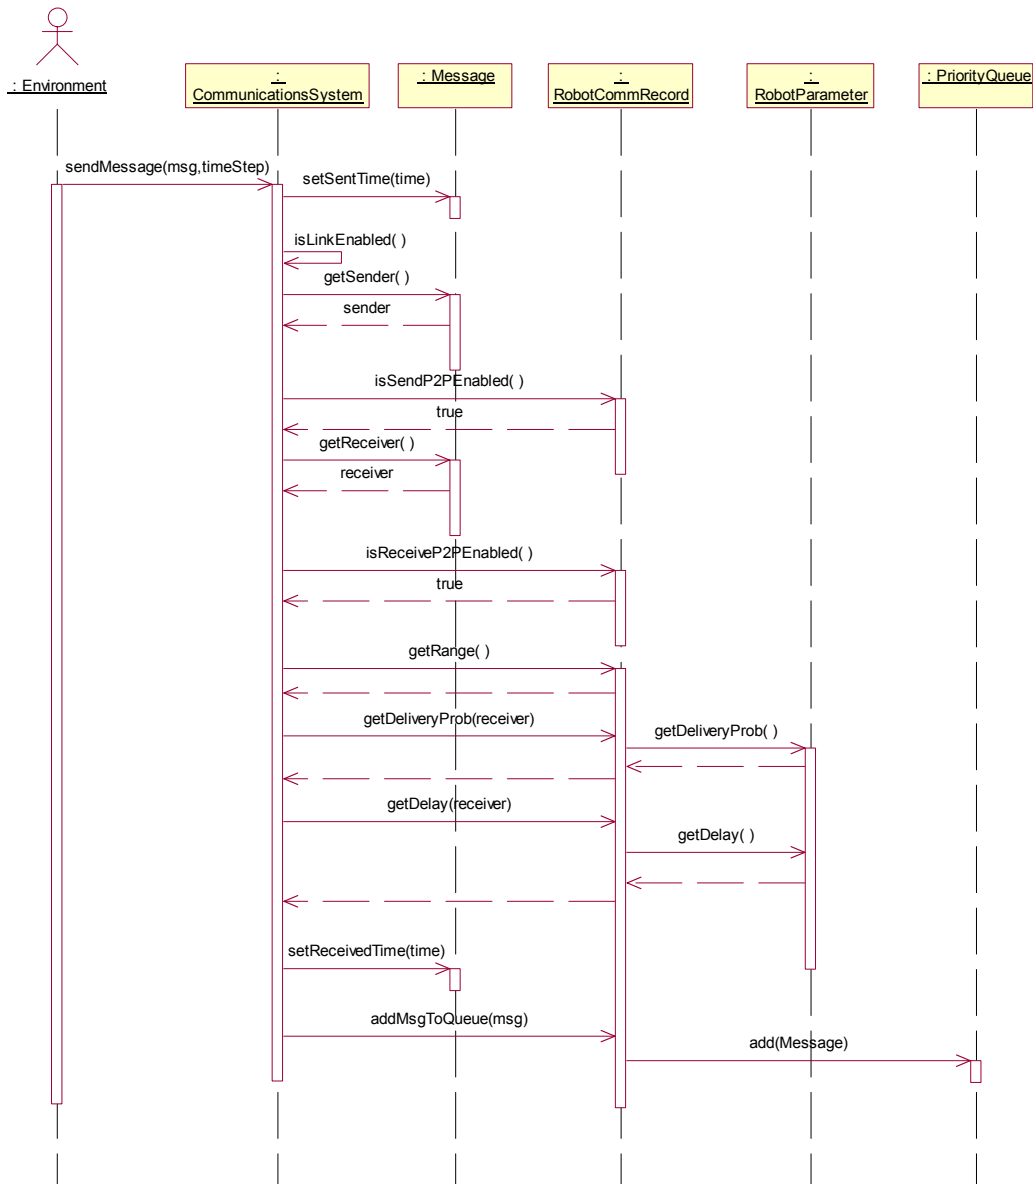 : Environment
:
CommunicationsSystem
: Message
:
RobotCommRecord
:
RobotParameter
: PriorityQueue
sendMessage(msg,timeStep)
setSentTime(time)
isLinkEnabled( )
getSender( )
sender
isSendP2PEnabled( )
true
getReceiver( )
receiver
isReceiveP2PEnabled( )
true
getRange( )
getDeliveryProb(receiver)
getDeliveryProb( )
getDelay(receiver)
getDelay( )
setReceivedTime(time)
addMsgToQueue(msg)
add(Message)